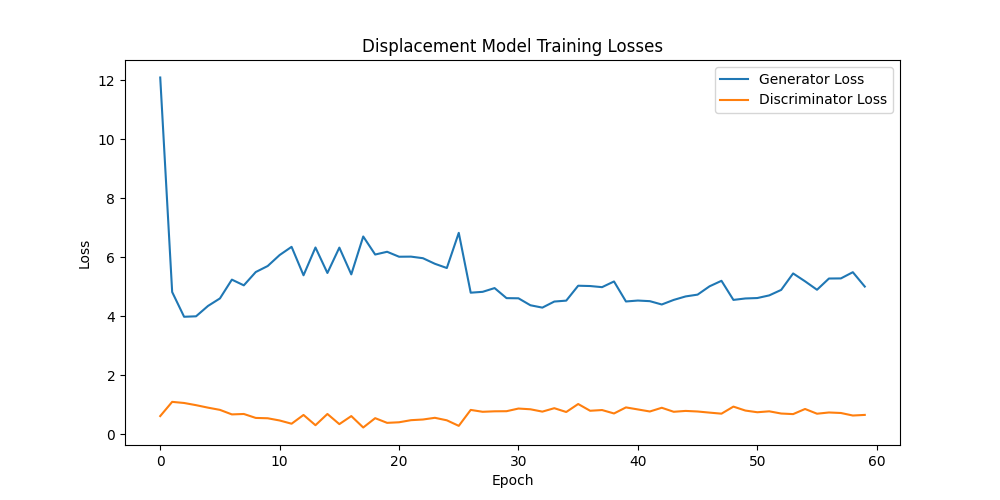 Displacement Model Training Losses
Generator Loss
Discriminator Loss
12
10
8
6
4
2
0
Loss
0 10 20 30 40 50 60
Epoch